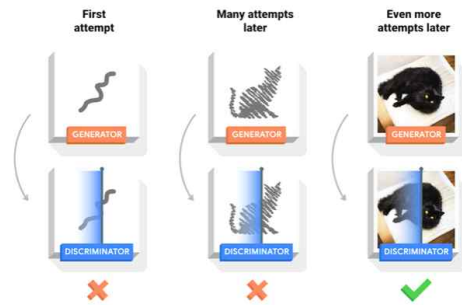 First
attempt
Many attempts
later
Even more
attempts later
GENERATOR
GENERATOR
GENERATOR
DISCRIMINATOR
DISCRIMINATOR
DISCRIMINATOR